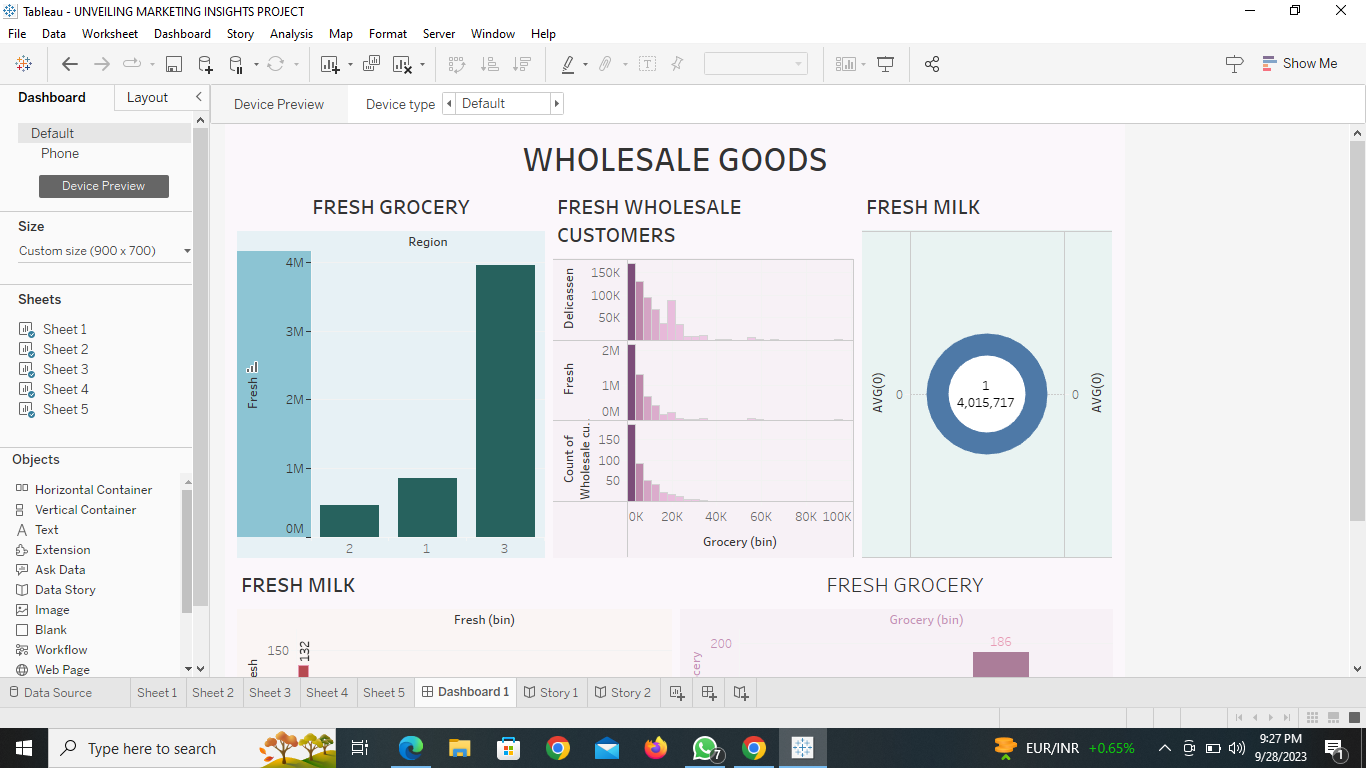 Tableau - UNVEILING MARKETING INSIGHTS PROJECT
File Data Worksheet Dashboard Story Analysis Map Format Server Window Help
Show Me
Dashboard Layout
Device Preview Device type Default
Default
Phone
Device Preview
Size
Custom size (900 x 700)
Sheets
Sheet 1
Sheet 2
Sheet 3
Sheet 4
Sheet 5
Objects
Horizontal Container
Vertical Container
Text
Extension
Ask Data
Data Story
Image
Blank
Workflow
Web Page
WHOLESALE GOODS
FRESH GROCERY
Region
Fresh
4M
3M
2M
1M
0M
2 1 3
FRESH WHOLESALE
CUSTOMERS
Delicassen
150K
100K
50K
Fresh
2M
1M
0M
Count of
Wholesale cu..
150
100
50
0K 20K 40K 60K 80K 100K
Grocery (bin)
FRESH MILK
AVG(0)
0
1
4,015,717
0
AVG(0)
FRESH MILK
Fresh (bin)
150
132
FRESH GROCERY
Grocery (bin)
200
186
Data Source Sheet 1 Sheet 2 Sheet 3 Sheet 4 Sheet 5 Dashboard 1 Story 1 Story 2
Type here to search
7
EUR/INR +0.65%
9:27 PM
9/28/2023
1